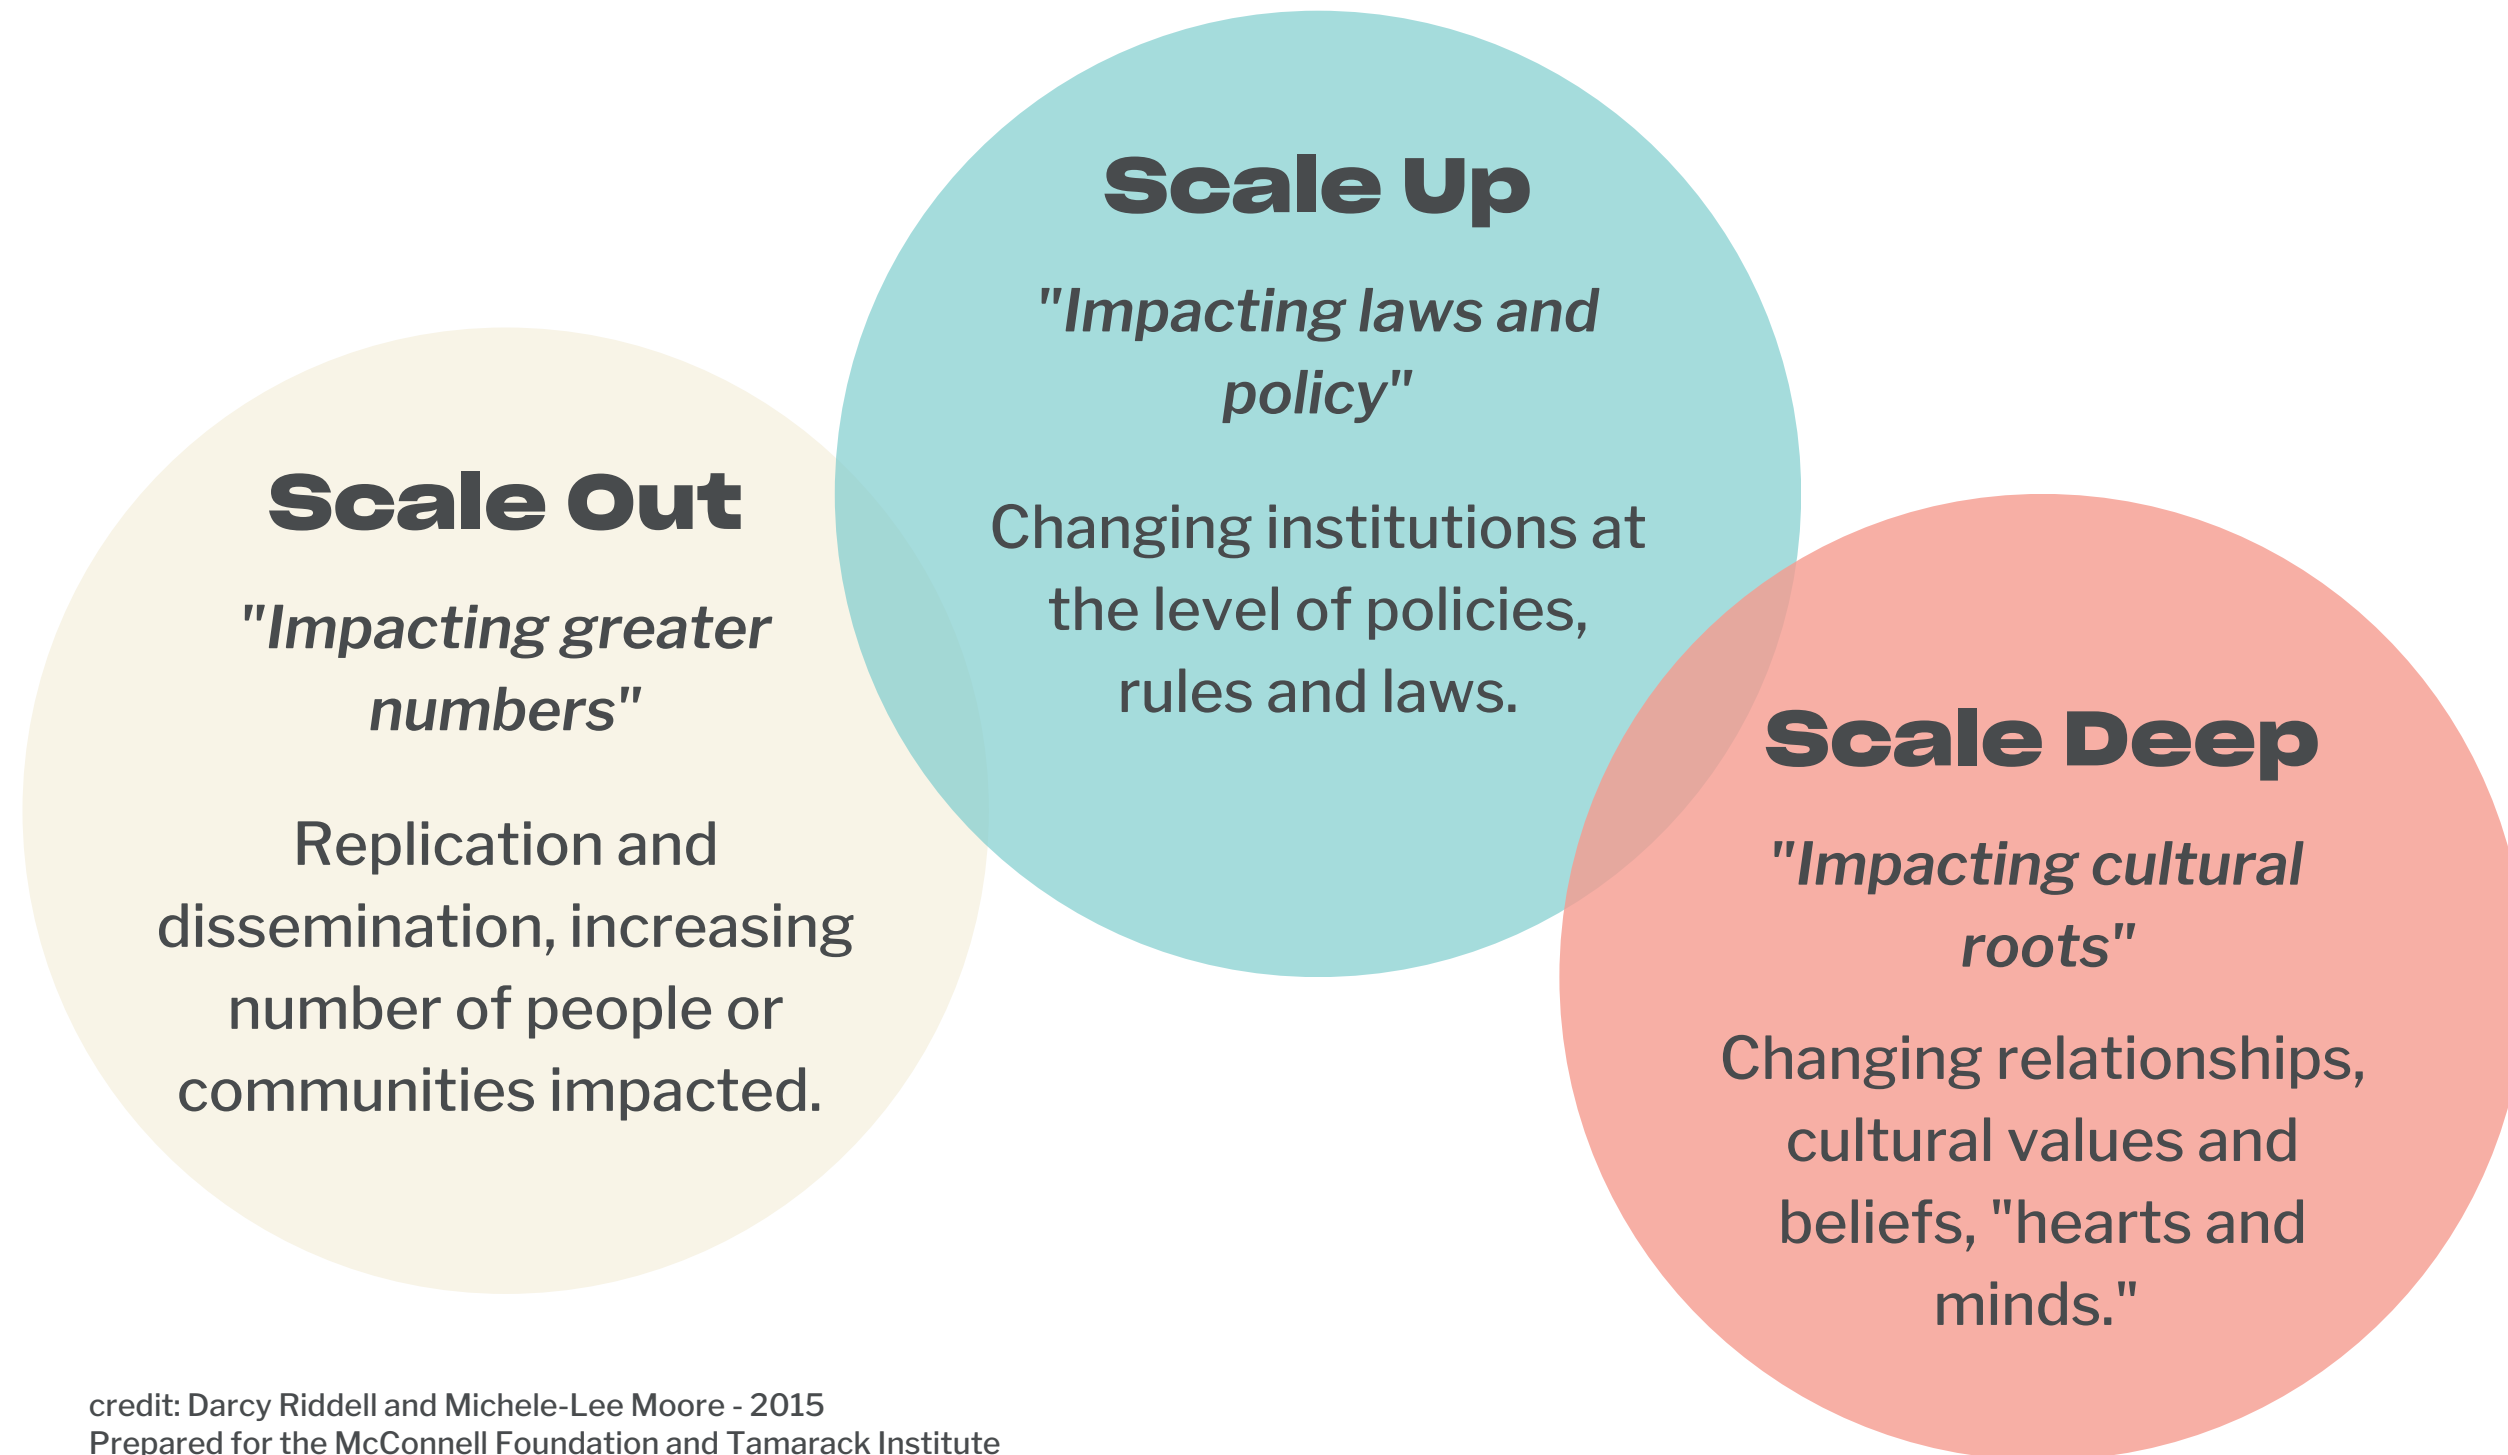 Scale Out
"Impacting greater
numbers"
Replication and
dissemination, increasing
number of people or
communities impacted.
Scale Up
"Impacting laws and
policy"
Changing institutions at
the level of policies,
rules and laws.
Scale Deep
"Impacting cultural
roots"
Changing relationships,
cultural values and
beliefs, "hearts and
minds."
credit: Darcy Riddell and Michele-Lee Moore - 2015
Prepared for the McConnell Foundation and Tamarack Institute